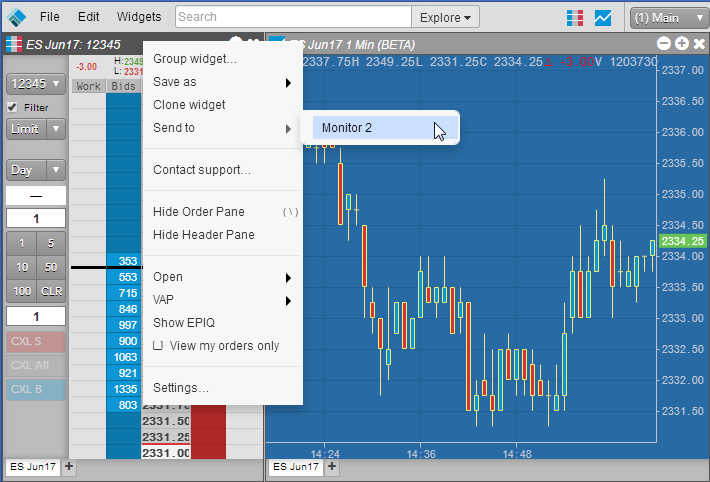 File Edit Widgets Search Explore (1) Main
ES Jun17: 12345
ES Jun17 1 Min (BETA)
-3.00
H:2349
L: 2331
Work Bids
12345
Filter
Limit
Day
—
1
1 5
10 50
100 CLR
1
CXL S
CXL All
CXL B
353
553
715
846
997
900
1063
921
1335
803
2331.75
2331.50
2331.25
2331.00
Group widget...
Save as
Clone widget
Send to
Monitor 2
Contact support...
Hide Order Pane (\)
Hide Header Pane
Open
VAP
Show EPIQ
View my orders only
Settings...
2337.75H 2349.25L 2331.25C 2334.25Δ -3.00V 1203730
2337.00
2336.50
2336.00
2335.50
2335.00
2334.50
2334.25
2334.00
2333.50
2333.00
2332.50
2332.00
2331.50
14:24 14:36 14:48
ES Jun17 +
ES Jun17 +